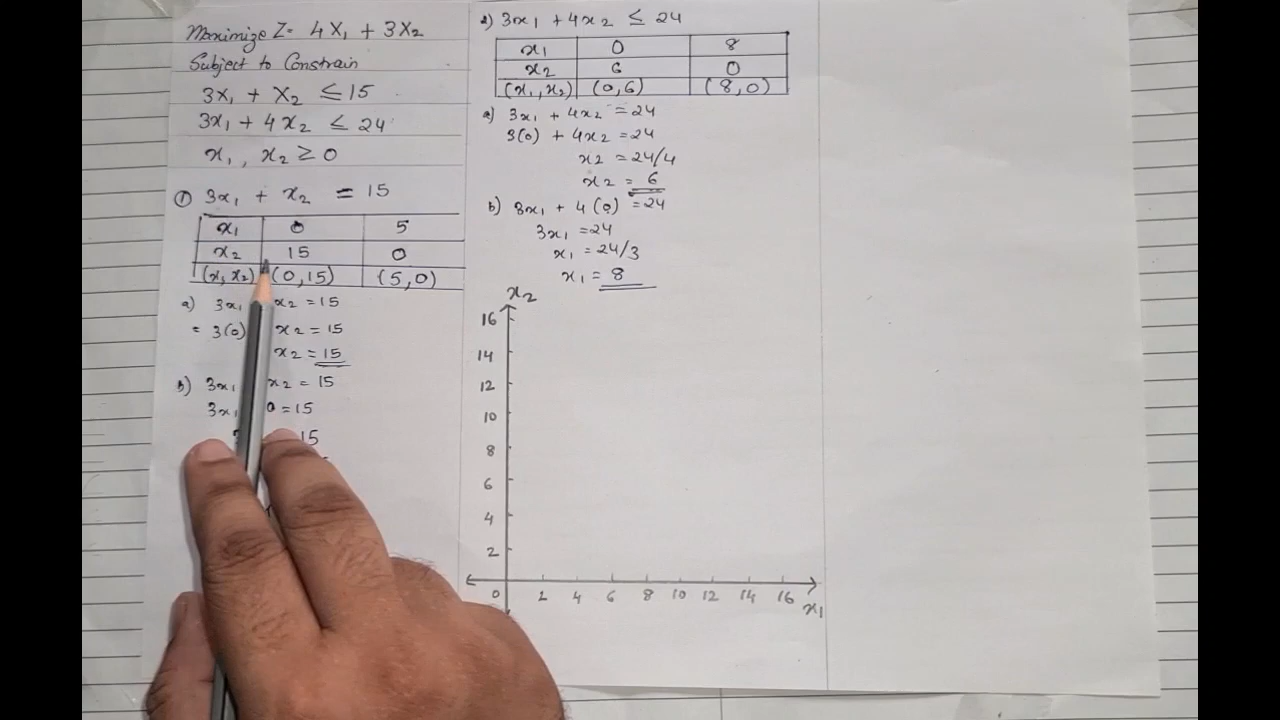 Maximize Z= 4X₁ + 3X₂
Subject to Constrain
3X₁ + X₂ ≤ 15
3X₁ + 4X₂ ≤ 24
x₁, x₂ ≥ 0
① 3x₁ + x₂ = 15
x₁ 0 5
x₂ 15 0
(x₁, x₂) (0,15) (5,0)
a) 3x₁ x₂ = 15
= 3(0) x₂ = 15
x₂ = 15
b) 3x₁ x₂ = 15
3x₁ 0 = 15
15
2) 3x₁ + 4x₂ ≤ 24
x₁ 0 8
x₂ 6 0
(x₁, x₂) (0,6) (8,0)
a) 3x₁ + 4x₂ = 24
3(0) + 4x₂ = 24
x₂ = 24/4
x₂ = 6
b) 3x₁ + 4(0) = 24
3x₁ = 24
x₁ = 24/3
x₁ = 8
x₂
16
14
12
10
8
6
4
2
0 2 4 6 8 10 12 14 16
x₁